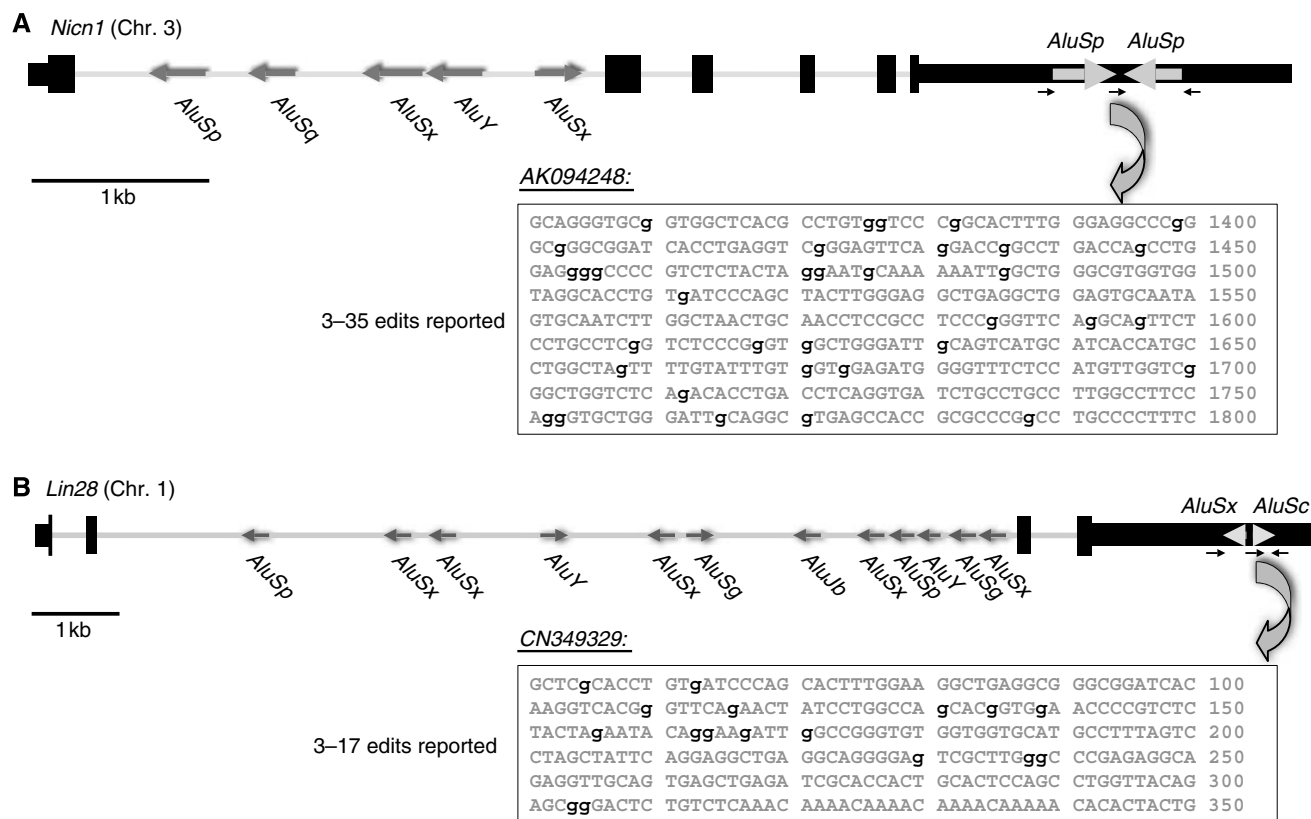 A Nicn1 (Chr. 3)
AluSp AluSp
AluSp AluSq AluSx AluY AluSx
1 kb
AK094248:
GCAGGGTGCg GTGGCTCACG CCTGTggTCC CgGCACTTTG GGAGGCCCgG 1400
GCgGGCGGAT CACCTGAGGT CgGGAGTTCA gGACCgGCCT GACCAgCCTG 1450
GAGgggCCCC GTCTCTACTA ggAATgCAAA AAATTgGCTG GGCGTGGTGG 1500
TAGGCACCTG TgATCCCAGC TACTTGGGAG GCTGAGGCTG GAGTGCAATA 1550
GTGCAATCTT GGCTAACTGC AACCTCCGCC TCCCgGGTTC AgGCAgTTCT 1600
CCTGCCTCgG TCTCCCGgGT gGCTGGGATT gCAGTCATGC ATCACCATGC 1650
CTGGCTAgTT TTGTATTTGT gGTgGAGATG GGGTTTCTCC ATGTTGGTCg 1700
GGCTGGTCTC AgACACCTGA CCTCAGGTGA TCTGCCTGCC TTGGCCTTCC 1750
AggGTGCTGG GATTgCAGGC gTGAGCCACC GCGCCCGgCC TGCCCCTTTC 1800
3–35 edits reported
B Lin28 (Chr. 1)
AluSx AluSc
AluSp AluSx AluSx AluY AluSx AluSg AluJb AluSx AluSp AluY AluSg AluSx
1 kb
CN349329:
GCTCgCACCT GTgATCCCAG CACTTTGGAA GGCTGAGGCG GGCGGATCAC 100
AAGGTCACGg GTTCAgAACT ATCCTGGCCA gCACgGTGgA ACCCCGTCTC 150
TACTAgAATA CAggAAgATT gGCCGGGTGT GGTGGTGCAT GCCTTTAGTC 200
CTAGCTATTC AGGAGGCTGA GGCAGGGGAg TCGCTTGggC CCGAGAGGCA 250
GAGGTTGCAG TGAGCTGAGA TCGCACCACT GCACTCCAGC CTGGTTACAG 300
AGCggGACTC TGTCTCAAAC AAAACAAAAC AAAACAAAAA CACACTACTG 350
3–17 edits reported